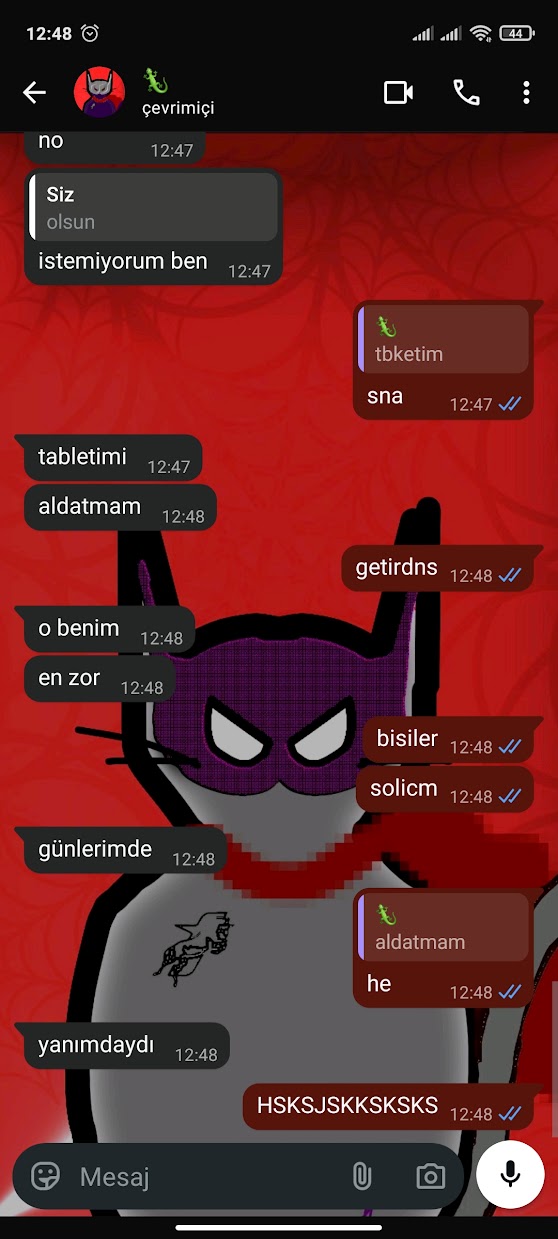 12:48
44
🦎
çevrimiçi
no
12:47
Siz
olsun
istemiyorum ben
12:47
🦎
tbketim
sna
12:47
tabletimi
12:47
aldatmam
12:48
getirdns
12:48
o benim
12:48
en zor
12:48
bisiler
12:48
solicm
12:48
günlerimde
12:48
🦎
aldatmam
he
12:48
yanımdaydı
12:48
HSKSJSKKSKSKS
12:48
Mesaj